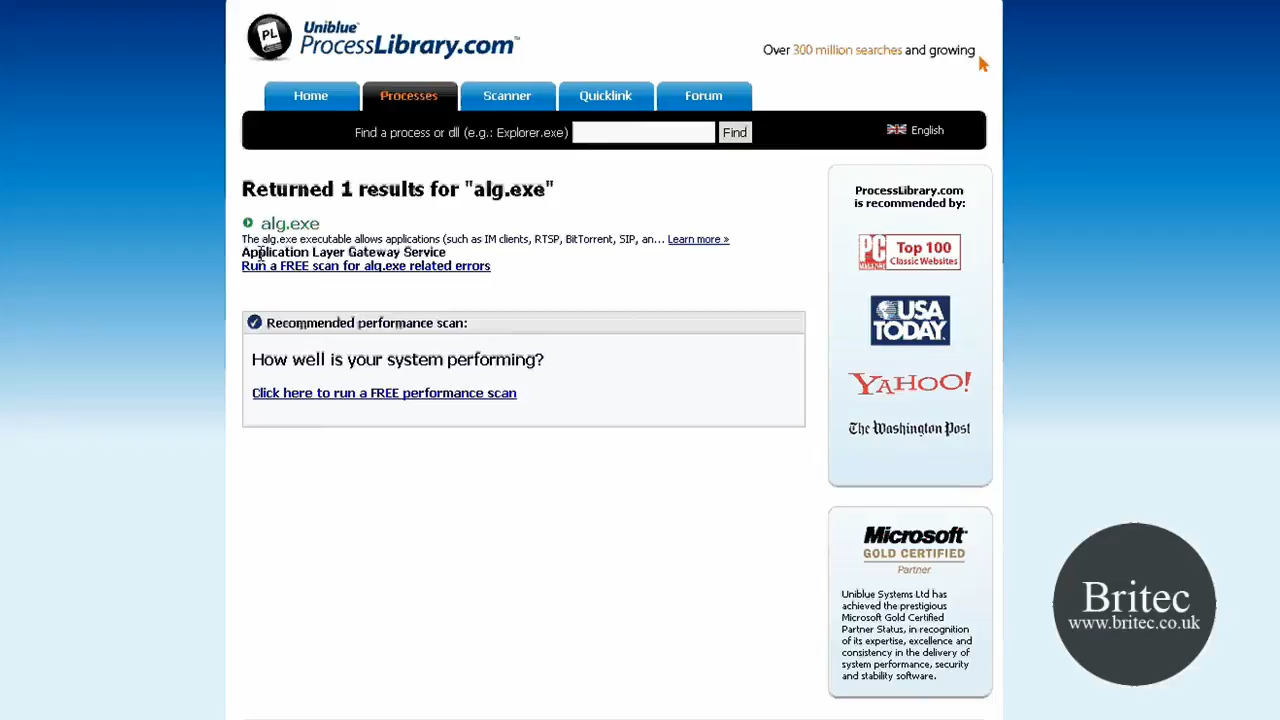 PL
Uniblue™
ProcessLibrary.com™
Over 300 million searches and growing
Home
Processes
Scanner
Quicklink
Forum
Find a process or dll (e.g.: Explorer.exe)
Find
English
Returned 1 results for "alg.exe"
alg.exe
The alg.exe executable allows applications (such as IM clients, RTSP, BitTorrent, SIP, an... Learn more »
Application Layer Gateway Service
Run a FREE scan for alg.exe related errors
Recommended performance scan:
How well is your system performing?
Click here to run a FREE performance scan
ProcessLibrary.com
is recommended by:
PC
MAGAZINE
Top 100
Classic Websites
USA
TODAY
YAHOO!
The Washington Post
Microsoft
GOLD CERTIFIED
Partner
Uniblue Systems Ltd has
achieved the prestigious
Microsoft Gold Certified
Partner Status, in recognition
of its expertise, excellence and
consistency in the delivery of
system performance, security
and stability software.
Britec
www.britec.co.uk